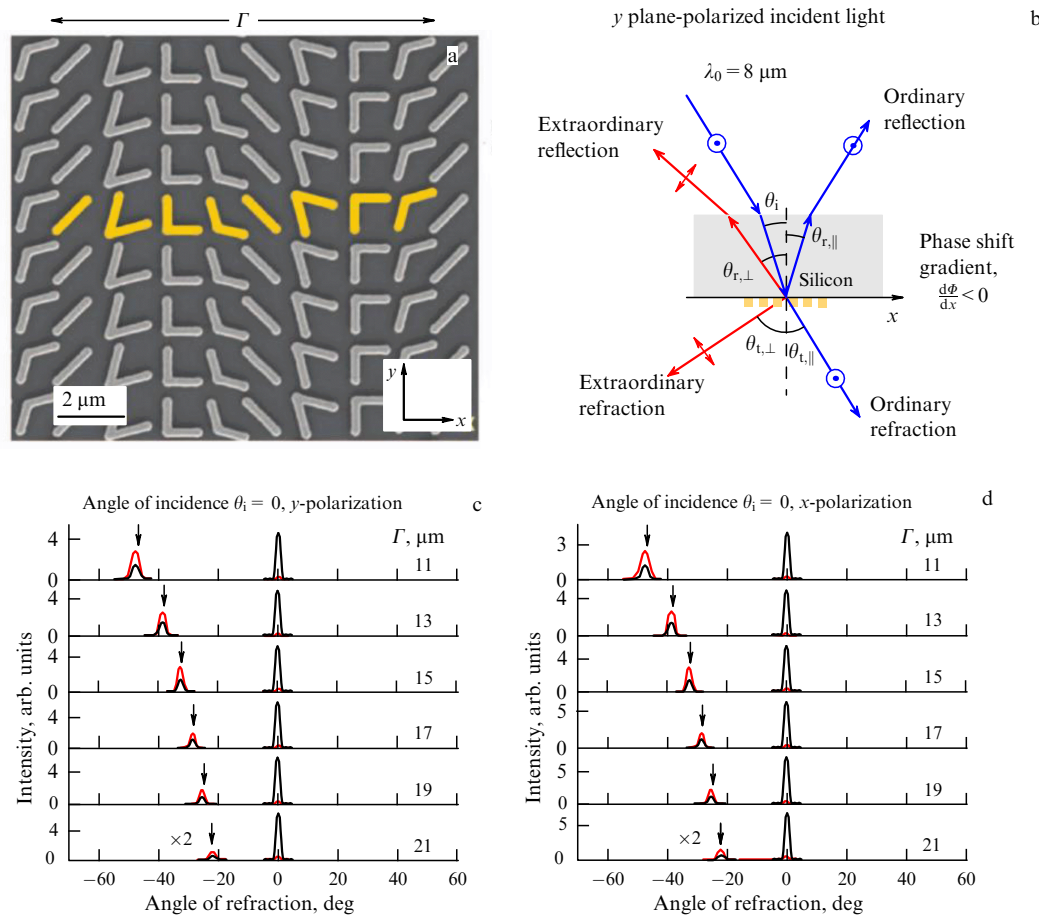 Γ
a
2 μm
y
x
y plane-polarized incident light
b
λ₀ = 8 μm
Extraordinary
reflection
Ordinary
reflection
θᵢ
θr,∥
θr,⊥
Silicon
Phase shift
gradient,
dΦ/dx < 0
x
θt,⊥
θt,∥
Extraordinary
refraction
Ordinary
refraction
Angle of incidence θᵢ = 0, y-polarization
c
Γ, μm
4
0
11
4
0
13
4
0
15
4
0
17
4
0
19
4
0
×2
21
−60 −40 −20 0 20 40 60
Intensity, arb. units
Angle of refraction, deg
Angle of incidence θᵢ = 0, x-polarization
d
Γ, μm
3
0
11
4
0
13
4
0
15
5
0
17
5
0
19
5
0
×2
21
−60 −40 −20 0 20 40 60
Intensity, arb. units
Angle of refraction, deg